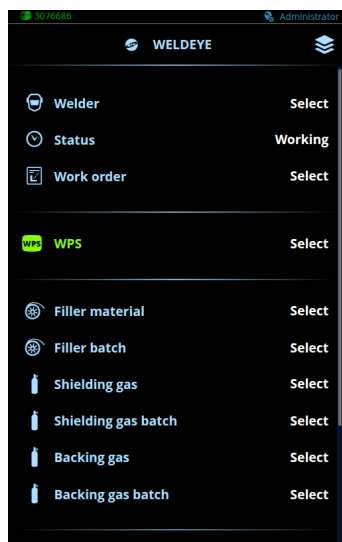 3076686 Administrator
WELDEYE
Welder Select
Status Working
Work order Select
WPS WPS Select
Filler material Select
Filler batch Select
Shielding gas Select
Shielding gas batch Select
Backing gas Select
Backing gas batch Select